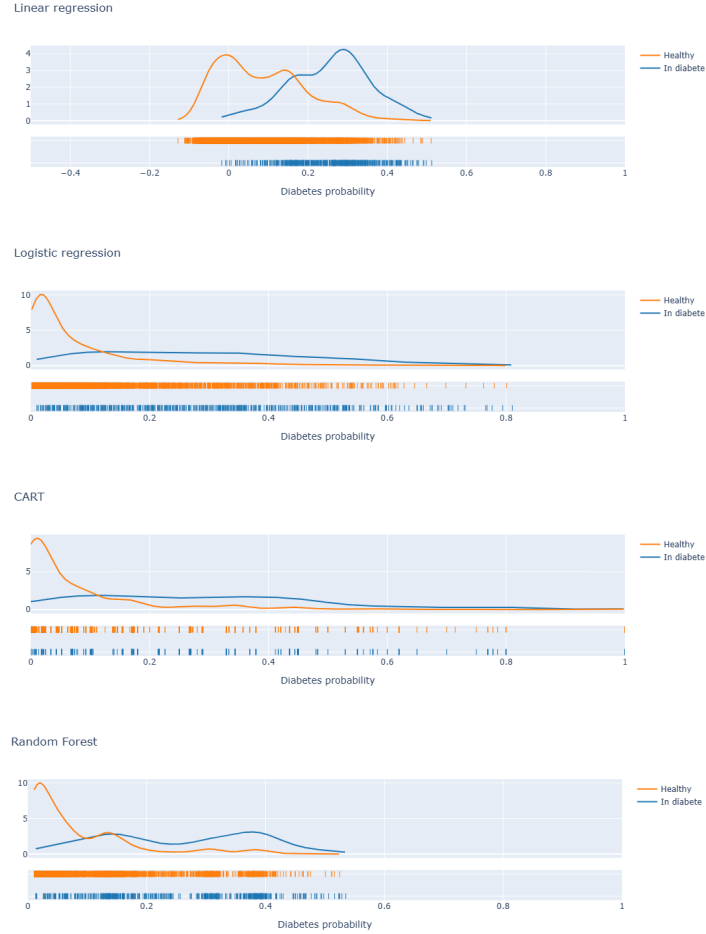 Linear regression
4
3
2
1
0
Healthy
In diabete
−0.4 −0.2 0 0.2 0.4 0.6 0.8 1
Diabetes probability
Logistic regression
10
5
0
Healthy
In diabete
0 0.2 0.4 0.6 0.8 1
Diabetes probability
CART
5
0
Healthy
In diabete
0 0.2 0.4 0.6 0.8 1
Diabetes probability
Random Forest
10
5
0
Healthy
In diabete
0 0.2 0.4 0.6 0.8 1
Diabetes probability